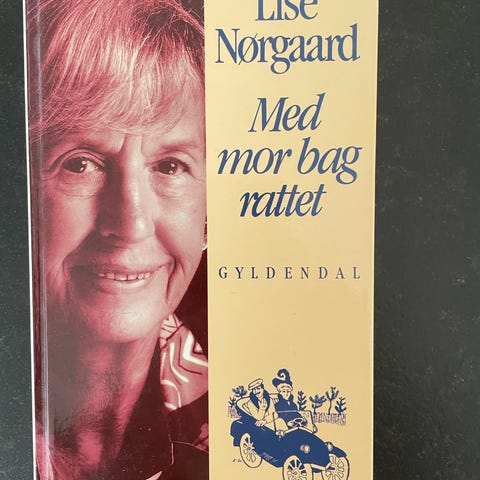 Lise
Nørgaard
Med
mor bag
rattet
GYLDENDAL